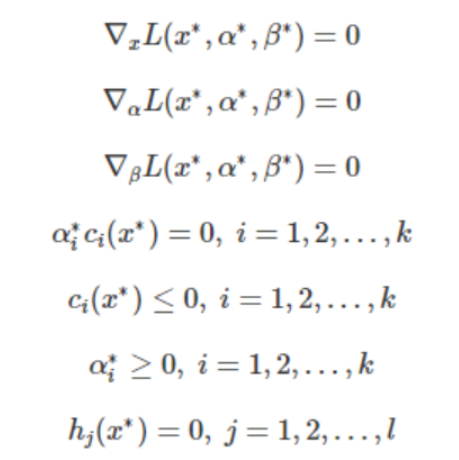 ∇ₓL(x*, α*, β*) = 0
∇_αL(x*, α*, β*) = 0
∇_βL(x*, α*, β*) = 0
α*ᵢcᵢ(x*) = 0, i = 1, 2, …, k
cᵢ(x*) ≤ 0, i = 1, 2, …, k
α*ᵢ ≥ 0, i = 1, 2, …, k
hⱼ(x*) = 0, j = 1, 2, …, l